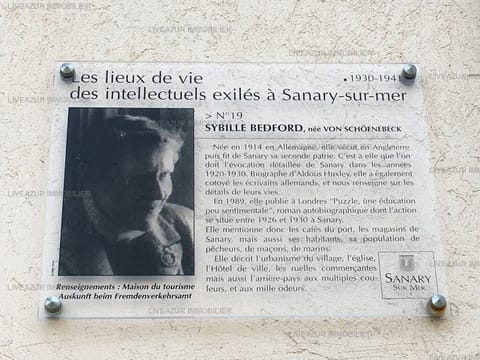 Les lieux de vie
•1930-1941•
des intellectuels exilés à Sanary-sur-mer
> N°19
SYBILLE BEDFORD, née VON SCHÖENEBECK
Née en 1914 en Allemagne, elle vécut en Angleterre
puis fit de Sanary sa seconde patrie. C'est à elle que l'on
doit l'évocation détaillée de Sanary dans les années
1920-1930. Biographe d'Aldous Huxley, elle a également
cotoyé les écrivains allemands, et nous renseigne sur les
détails de leurs vies.
En 1989, elle publie à Londres "Puzzle, une éducation
peu sentimentale", roman autobiographique dont l'action
se situe entre 1926 et 1930 à Sanary.
Elle mentionne donc les cafés du port, les magasins de
Sanary, mais aussi ses habitants, sa population de
pêcheurs, de maçons, de marins.
Elle décrit l'urbanisme du village, l'église,
l'Hôtel de ville, les ruelles commerçantes
mais aussi l'arrière-pays aux multiples cou-
leurs, et aux mille odeurs.
Renseignements : Maison du tourisme
Auskunft beim Fremdenverkehrsamt
SANARY
SUR MER
LIVEAZUR IMMOBILIER